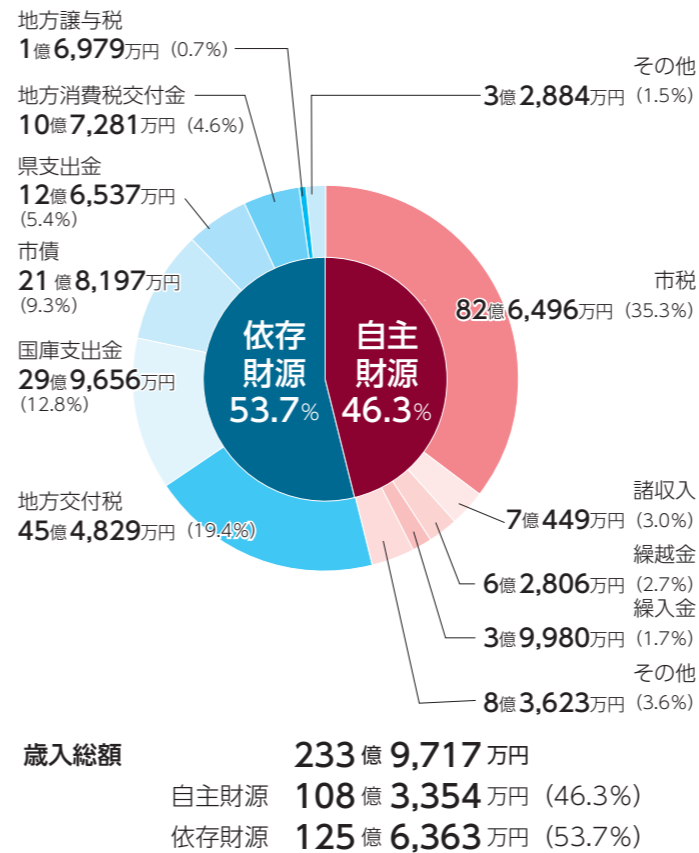 地方譲与税
1億6,979万円（0.7%）
地方消費税交付金
10億7,281万円（4.6%）
県支出金
12億6,537万円
（5.4%）
市債
21億8,197万円
（9.3%）
国庫支出金
29億9,656万円
（12.8%）
地方交付税
45億4,829万円（19.4%）
依存
財源
53.7%
自主
財源
46.3%
その他
3億2,884万円（1.5%）
市税
82億6,496万円（35.3%）
諸収入
7億449万円（3.0%）
繰越金
6億2,806万円（2.7%）
繰入金
3億9,980万円（1.7%）
その他
8億3,623万円（3.6%）
歳入総額 233億9,717万円
自主財源 108億3,354万円（46.3%）
依存財源 125億6,363万円（53.7%）